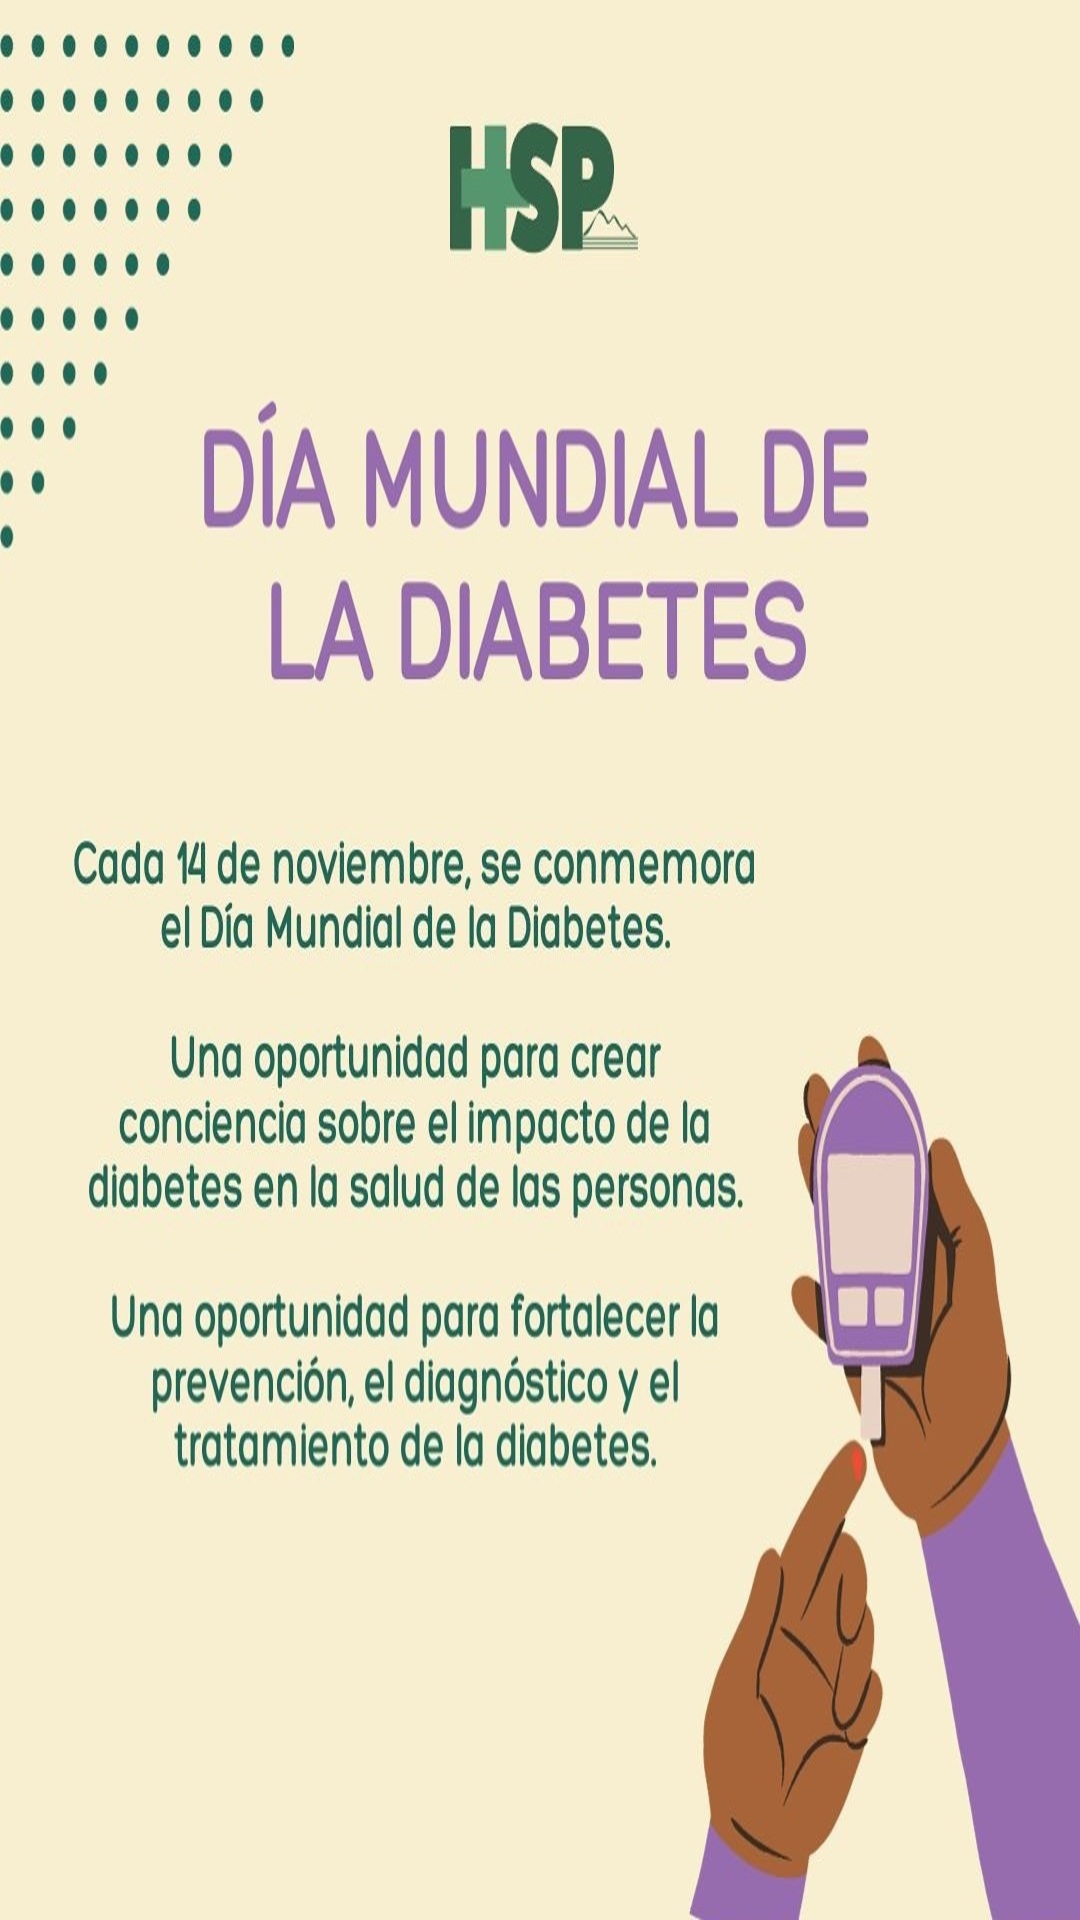 HSP
DÍA MUNDIAL DE
LA DIABETES
Cada 14 de noviembre, se conmemora
el Día Mundial de la Diabetes.
Una oportunidad para crear
conciencia sobre el impacto de la
diabetes en la salud de las personas.
Una oportunidad para fortalecer la
prevención, el diagnóstico y el
tratamiento de la diabetes.